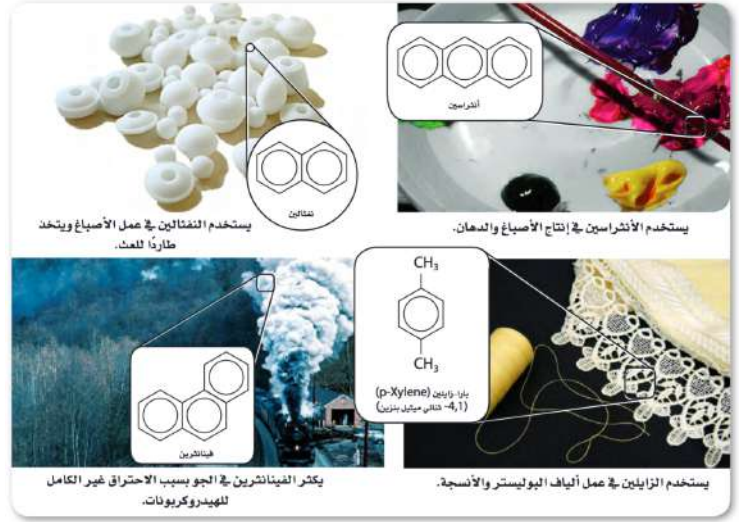 أنثراسين
نفثالين
يستخدم الأنثراسين في إنتاج الأصباغ والدهان.
يستخدم النفثالين في عمل الأصباغ ويتخذ
طاردًا للعث.
CH₃
CH₃
بارا-زايلين (p-Xylene)
(4,1- ثنائي ميثيل بنزين)
فينانثرين
يستخدم الزايلين في عمل ألياف البوليستر والأنسجة.
يكثر الفينانثرين في الجو بسبب الاحتراق غير الكامل
للهيدروكربونات.